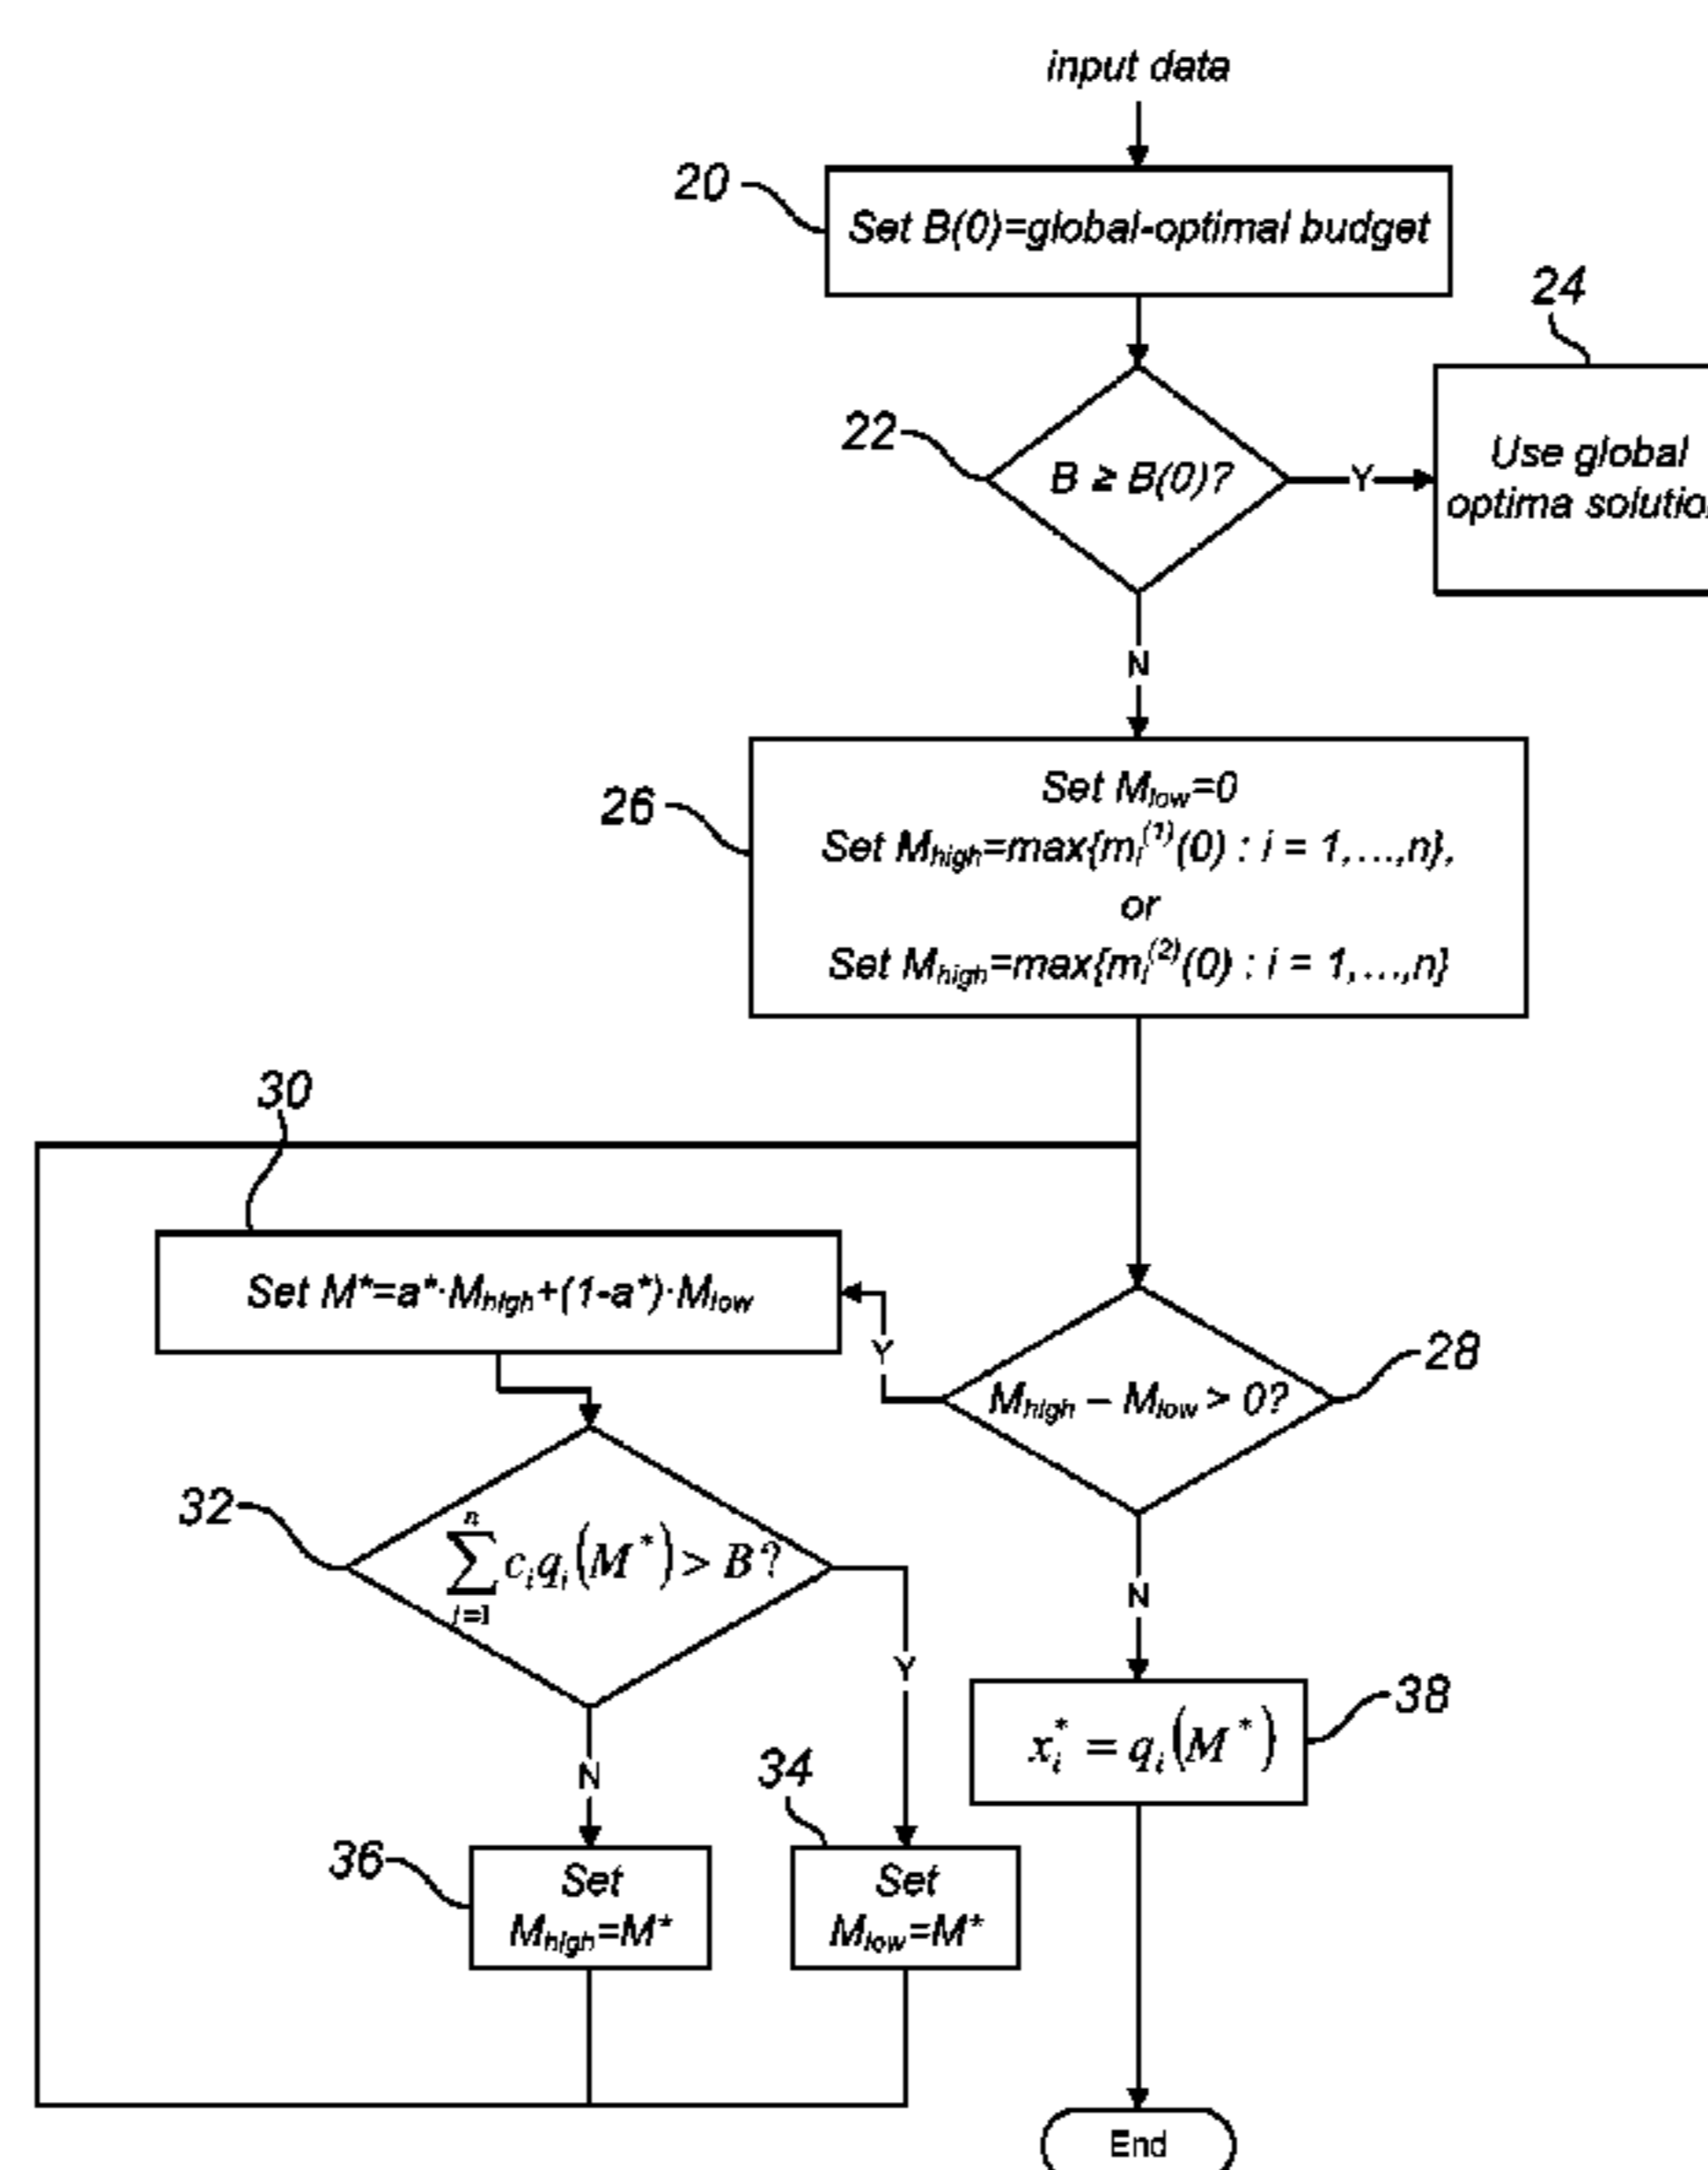 input data
20
Set B(0)=global-optimal budget
24
22
B ≥ B(0)?
Y
Use global
optima
N
26
Set M_low=0
Set M_high=max{m_i^(1)(0) : i = 1,...,n},
or
Set M_high=max{m_i^(2)(0) : i = 1,...,n}
30
Set M*=a*·M_high+(1-a*)·M_low
Y
28
M_high – M_low > 0?
32
n
∑ c_i q_i (M*) > B?
i=1
N
Y
38
x_i* = q_i (M*)
N
34
36
Set
M_high=M*
Set
M_low=M*
End